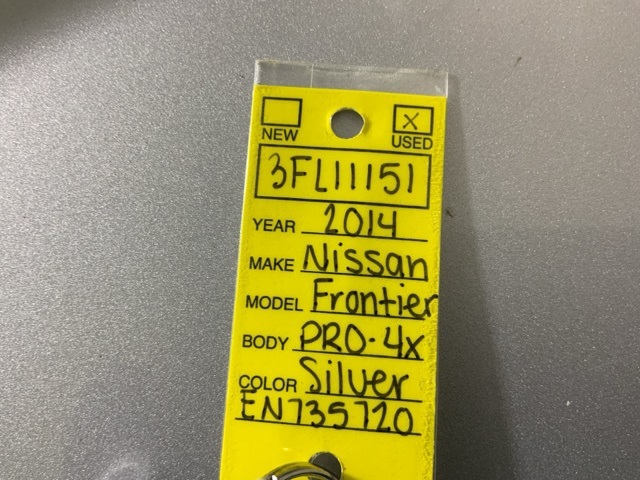 X
NEW USED
3FL11151
YEAR 2014
MAKE Nissan
MODEL Frontier
BODY PRO-4X
COLOR Silver
EN735720